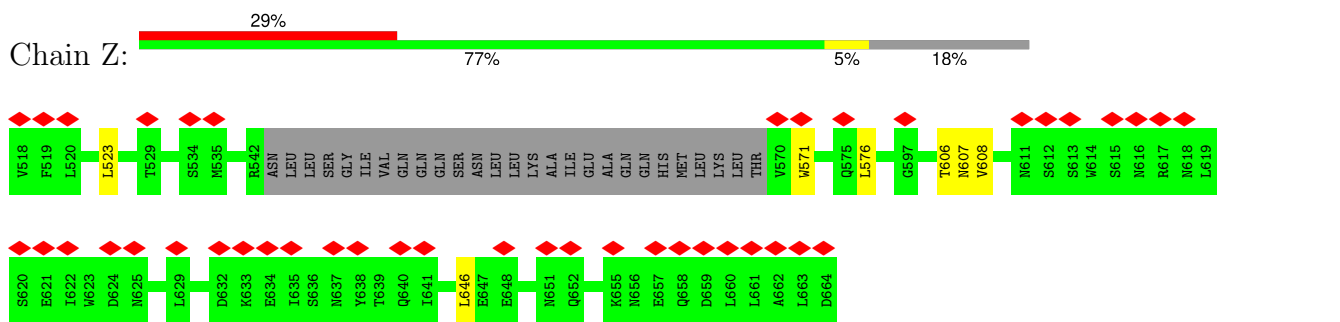 29%
Chain Z:
77% 5% 18%
V518 F519 L520 L523 T529 S534 M535 R542 ASN LEU LEU SER GLY ILE VAL GLN GLN GLN SER ASN LEU LEU LYS ALA ILE GLU ALA GLN GLN HIS MET LEU LYS LEU THR V570 W571 Q575 L576 G597 T606 N607 V608 N611 S612 S613 W614 S615 N616 R617 N618 L619
S620 E621 I622 W623 D624 N625 L629 D632 K633 E634 I635 S636 N637 Y638 T639 Q640 I641 L646 E647 E648 N651 Q652 K655 N656 E657 Q658 D659 L660 L661 A662 L663 D664